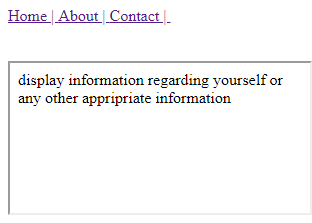 Home | About | Contact |
display information regarding yourself or
any other appripriate information